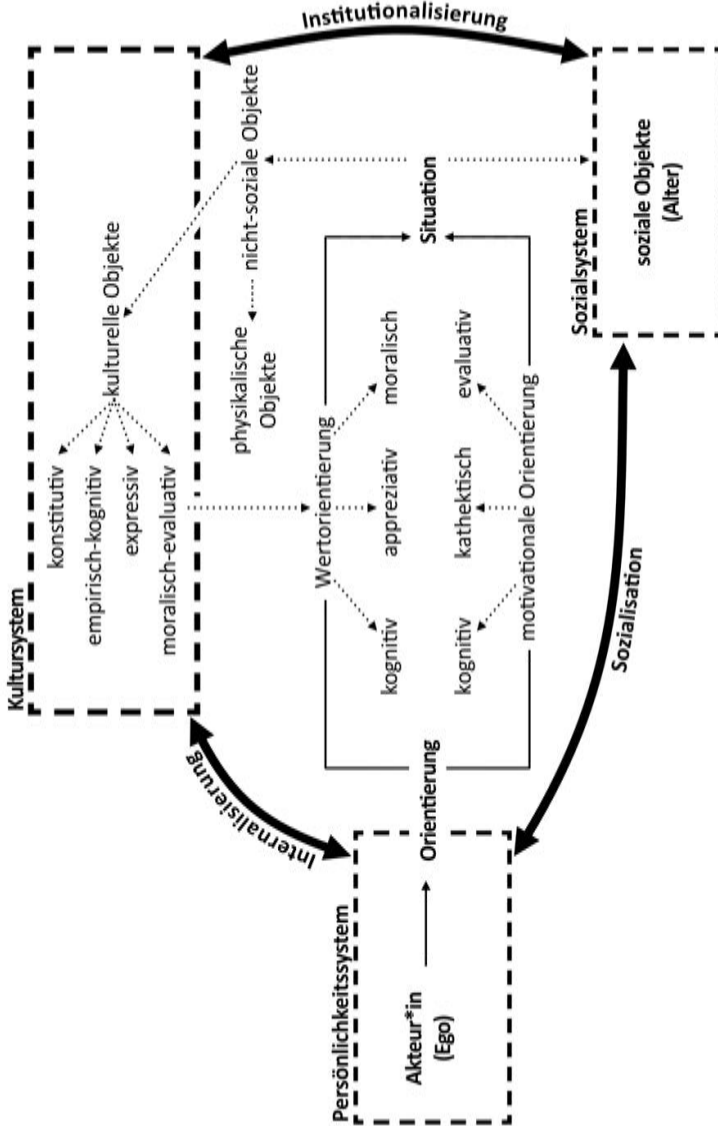 Kultursystem
konstitutiv
empirisch-kognitiv
expressiv
moralisch-evaluativ
kulturelle Objekte
Institutionalisierung
Internalisierung
physikalische
Objekte
nicht-soziale Objekte
Persönlichkeitssystem
Akteur*in
(Ego)
Orientierung
Wertorientierung
kognitiv
appreziativ
moralisch
Situation
kognitiv
kathektisch
evaluativ
motivationale Orientierung
Sozialisation
Sozialsystem
soziale Objekte
(Alter)